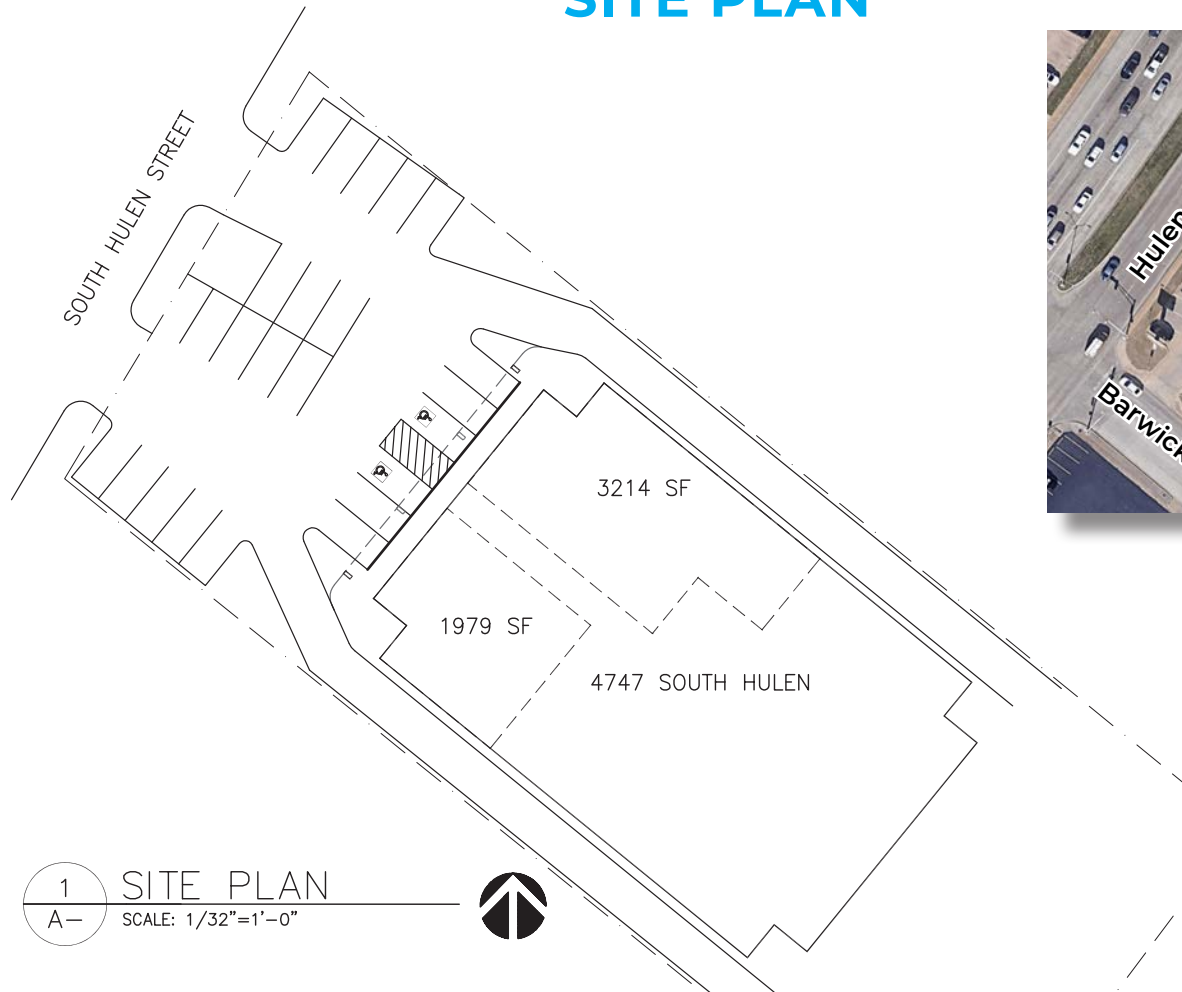 SITE PLAN
SOUTH HULEN STREET
Hulen
Barwick
3214 SF
1979 SF
4747 SOUTH HULEN
1
A-
SITE PLAN
SCALE: 1/32"=1'-0"